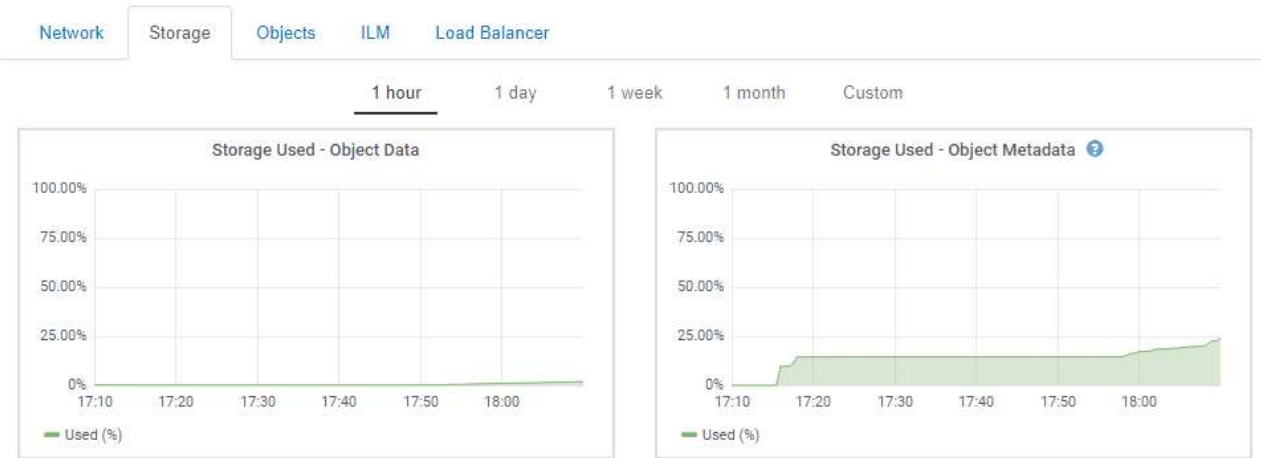 Network Storage Objects ILM Load Balancer
1 hour 1 day 1 week 1 month Custom
Storage Used - Object Data
100.00%
75.00%
50.00%
25.00%
0%
17:10 17:20 17:30 17:40 17:50 18:00
Used (%)
Storage Used - Object Metadata ?
100.00%
75.00%
50.00%
25.00%
0%
17:10 17:20 17:30 17:40 17:50 18:00
Used (%)